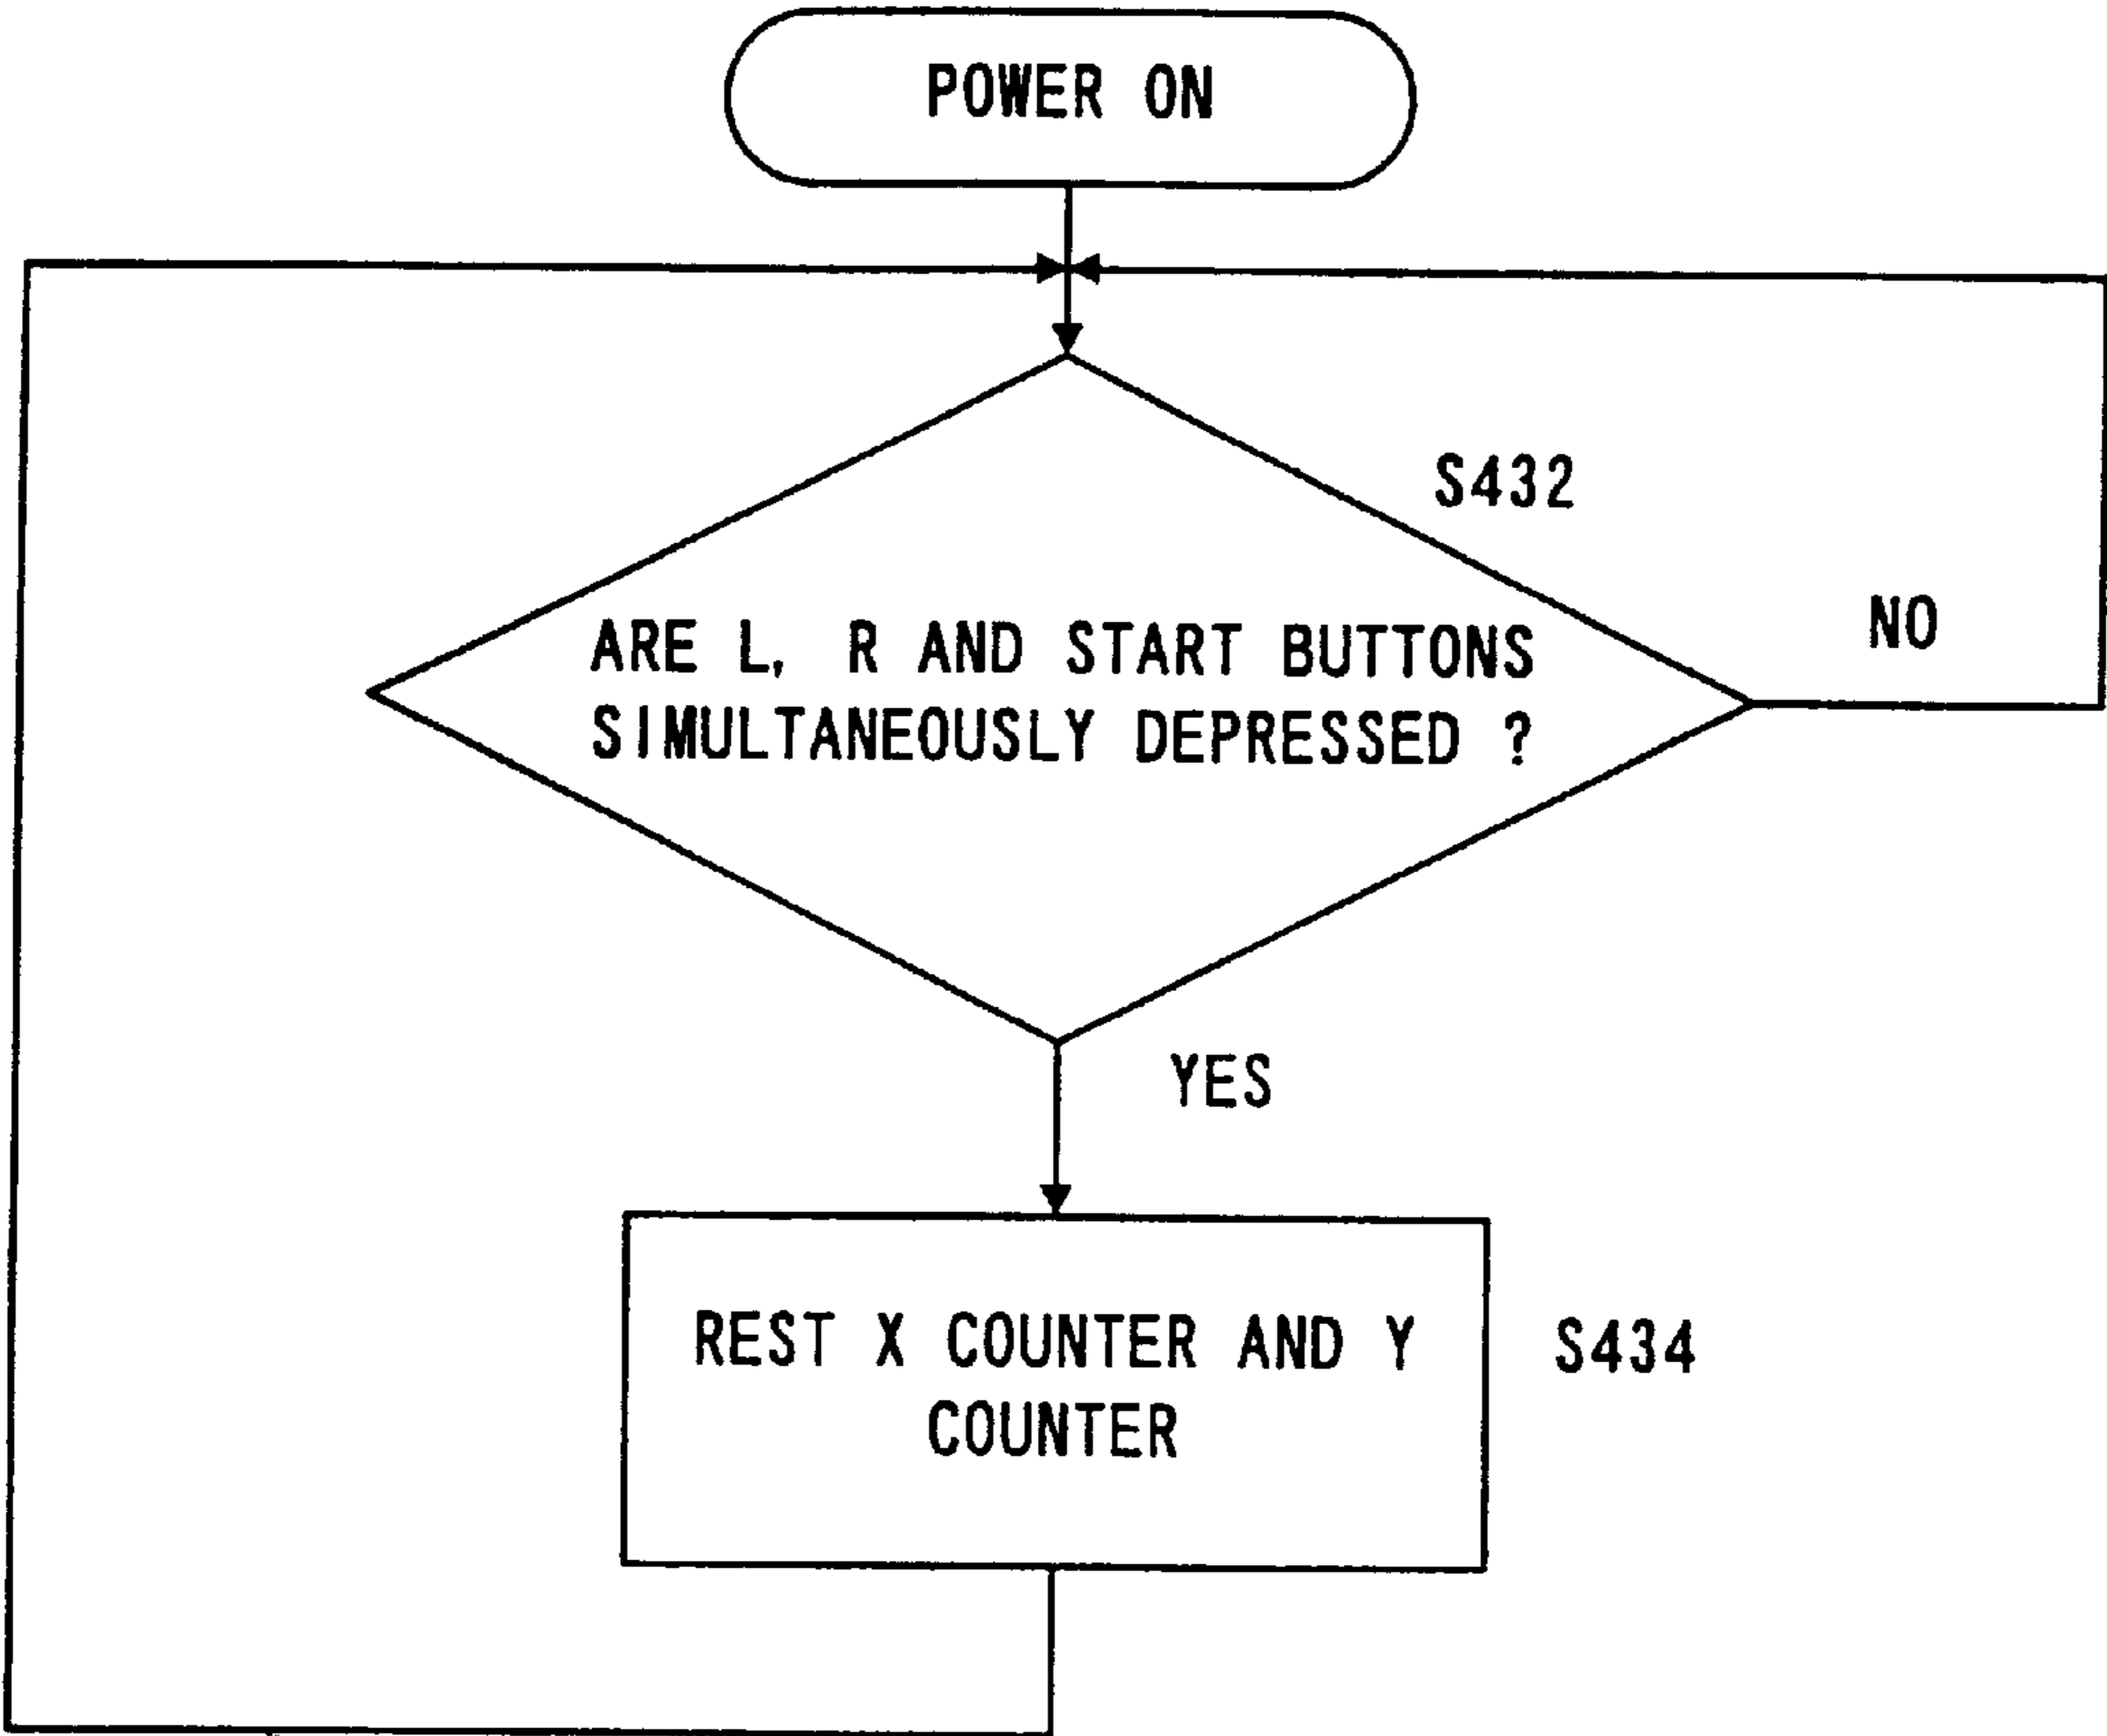 POWER ON
S432
NO
ARE L, R AND START BUTTONS
SIMULTANEOUSLY DEPRESSED ?
YES
REST X COUNTER AND Y
COUNTER
S434